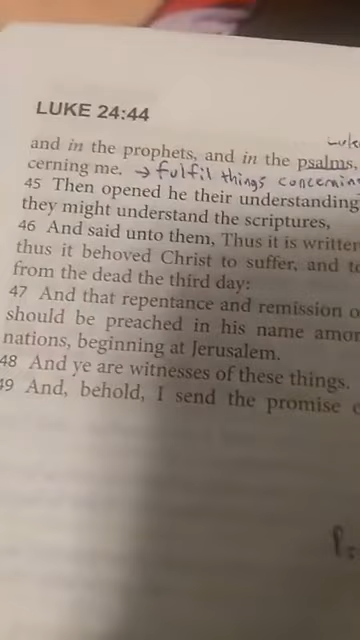 LUKE 24:44
Luke
and in the prophets, and in the psalms,
cerning me. → fulfil things concernin
45 Then opened he their understanding
they might understand the scriptures,
46 And said unto them, Thus it is written
thus it behoved Christ to suffer, and to
from the dead the third day:
47 And that repentance and remission o
should be preached in his name amon
nations, beginning at Jerusalem.
48 And ye are witnesses of these things.
49 And, behold, I send the promise o